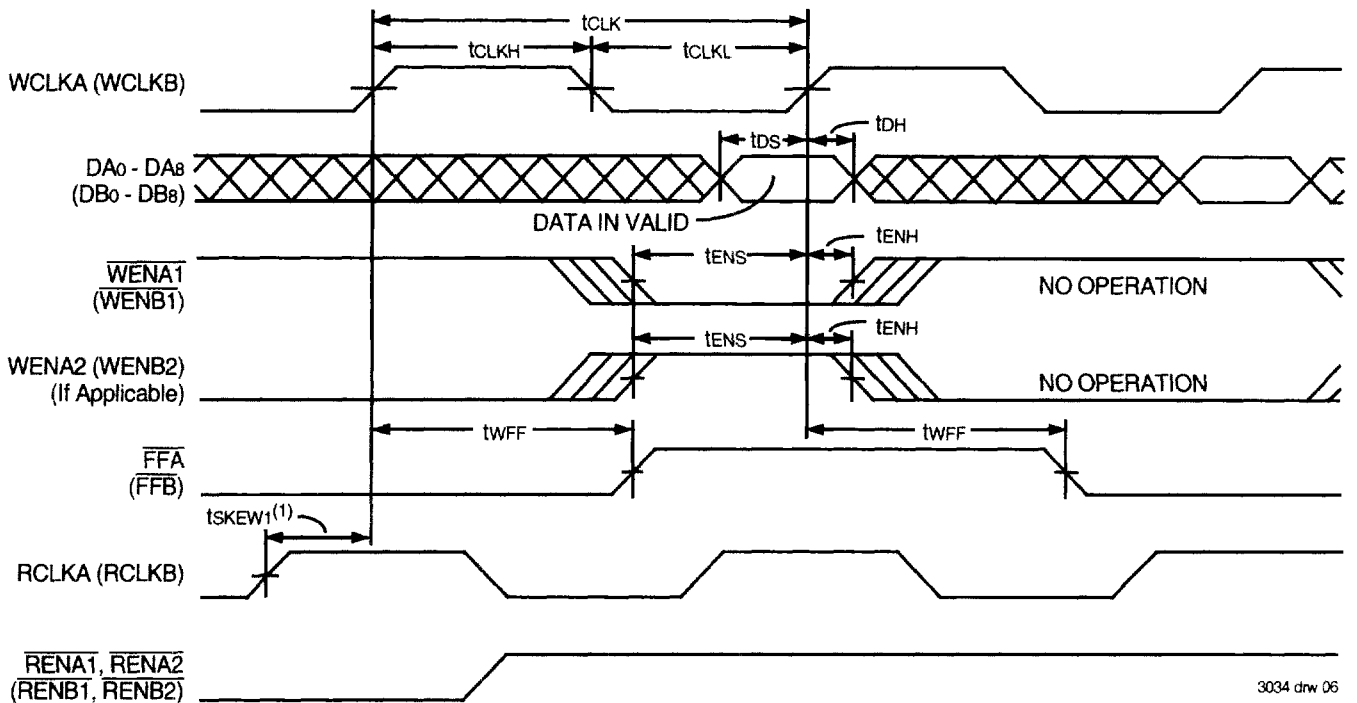 tCLK
tCLKH
tCLKL
WCLKA (WCLKB)
tDS
tDH
DA0 - DA8
(DB0 - DB8)
DATA IN VALID
tENS
tENH
WENA1
(WENB1)
NO OPERATION
tENS
tENH
WENA2 (WENB2)
(If Applicable)
NO OPERATION
tWFF
tWFF
FFA
(FFB)
tSKEW1(1)
RCLKA (RCLKB)
RENA1, RENA2
(RENB1, RENB2)
3034 drw 06